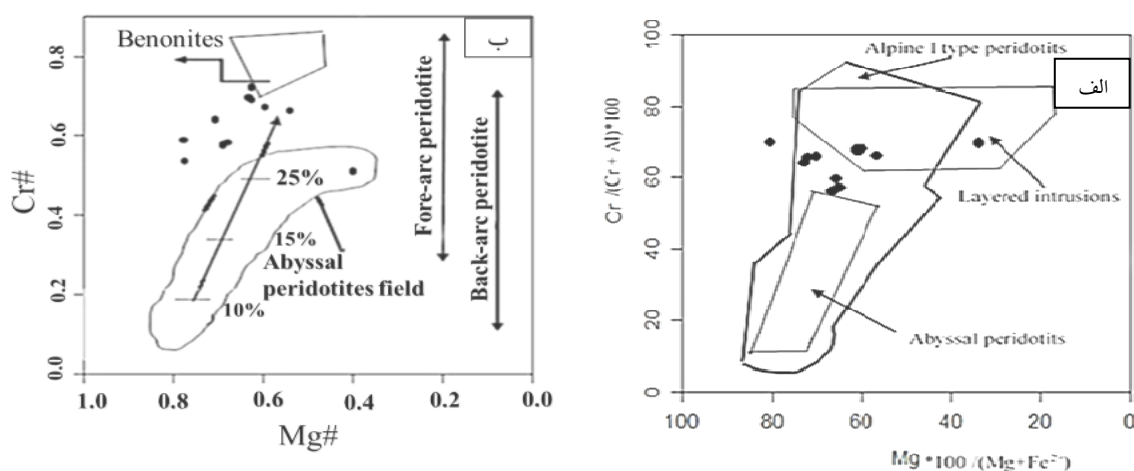 0.8
0.6
0.4
0.2
0.0
Cr#
Benonites
ب
25%
15%
10%
Abyssal
peridotites field
Fore-arc peridotite
Back-arc peridotite
1.0
0.8
0.6
0.4
0.2
0.0
Mg#
100
80
60
40
20
0
Cr /(Cr + Al)*100
Alpine I type peridotits
الف
Layered intrusions
Abyssal peridotits
100
80
60
40
20
0
Mg *100 /(Mg+Fe²⁺)